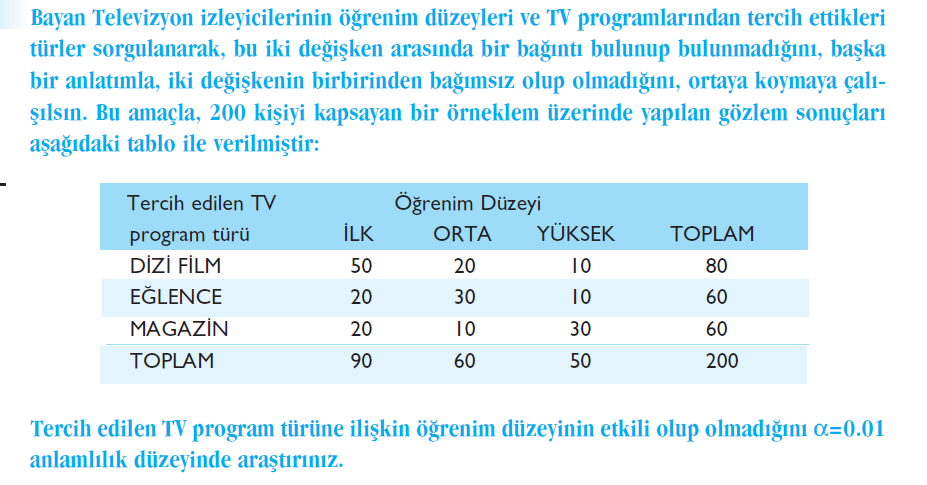 Bayan Televizyon izleyicilerinin öğrenim düzeyleri ve TV programlarından tercih ettikleri
türler sorgulanarak, bu iki değişken arasında bir bağıntı bulunup bulunmadığını, başka
bir anlatımla, iki değişkenin birbirinden bağımsız olup olmadığını, ortaya koymaya çalı-
şılsın. Bu amaçla, 200 kişiyi kapsayan bir örneklem üzerinde yapılan gözlem sonuçları
aşağıdaki tablo ile verilmiştir:
Tercih edilen TV Öğrenim Düzeyi
program türü İLK ORTA YÜKSEK TOPLAM
DİZİ FİLM 50 20 10 80
EĞLENCE 20 30 10 60
MAGAZİN 20 10 30 60
TOPLAM 90 60 50 200
Tercih edilen TV program türüne ilişkin öğrenim düzeyinin etkili olup olmadığını α=0.01
anlamlılık düzeyinde araştırınız.